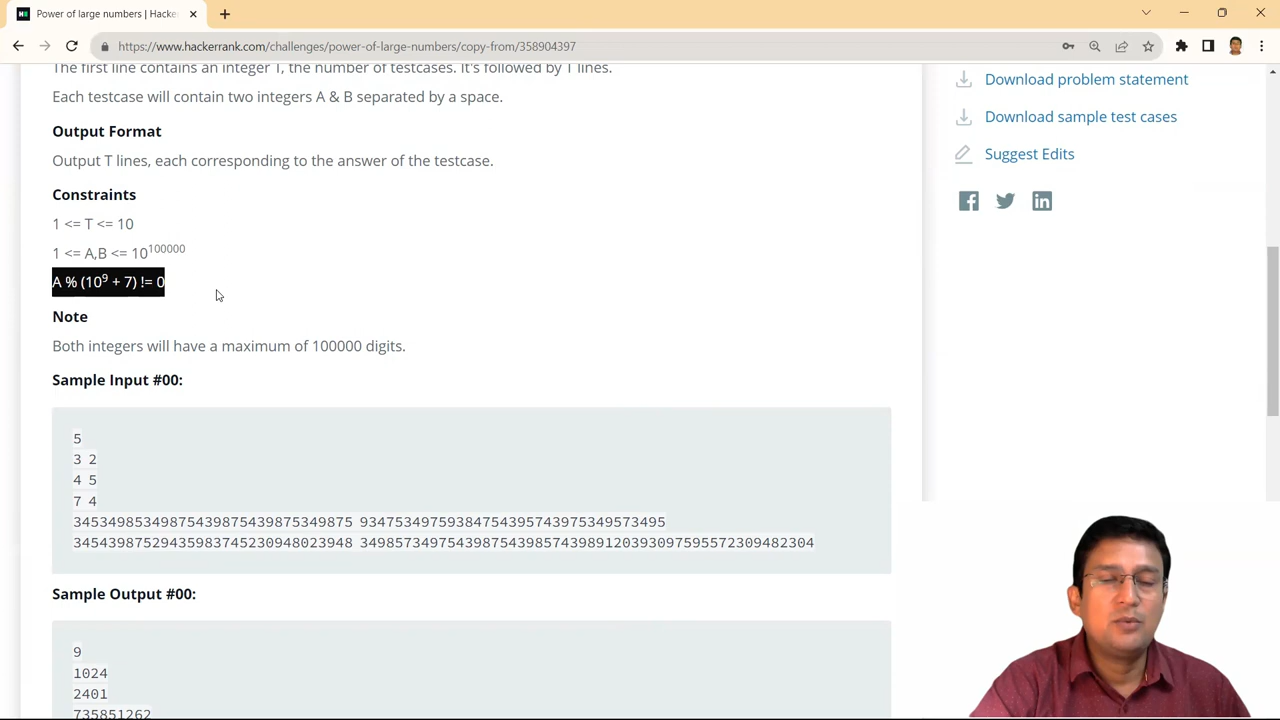 Power of large numbers | Hacker
https://www.hackerrank.com/challenges/power-of-large-numbers/copy-from/358904397
The first line contains an integer T, the number of testcases. It's followed by T lines.
Each testcase will contain two integers A & B separated by a space.
Output Format
Output T lines, each corresponding to the answer of the testcase.
Constraints
1 <= T <= 10
1 <= A,B <= 10^100000
A % (10^9 + 7) != 0
Note
Both integers will have a maximum of 100000 digits.
Sample Input #00:
5
3 2
4 5
7 4
34534985349875439875439875349875 93475349759384754395743975349573495
34543987529435983745230948023948 3498573497543987543985743989120393097595572309482304
Sample Output #00:
9
1024
2401
735851262
Download problem statement
Download sample test cases
Suggest Edits